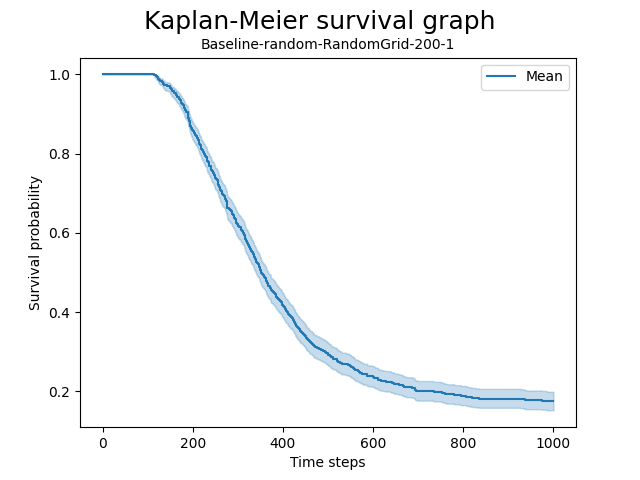 Kaplan-Meier survival graph
Baseline-random-RandomGrid-200-1
Mean
1.0
0.8
0.6
0.4
0.2
Survival probability
0 200 400 600 800 1000
Time steps